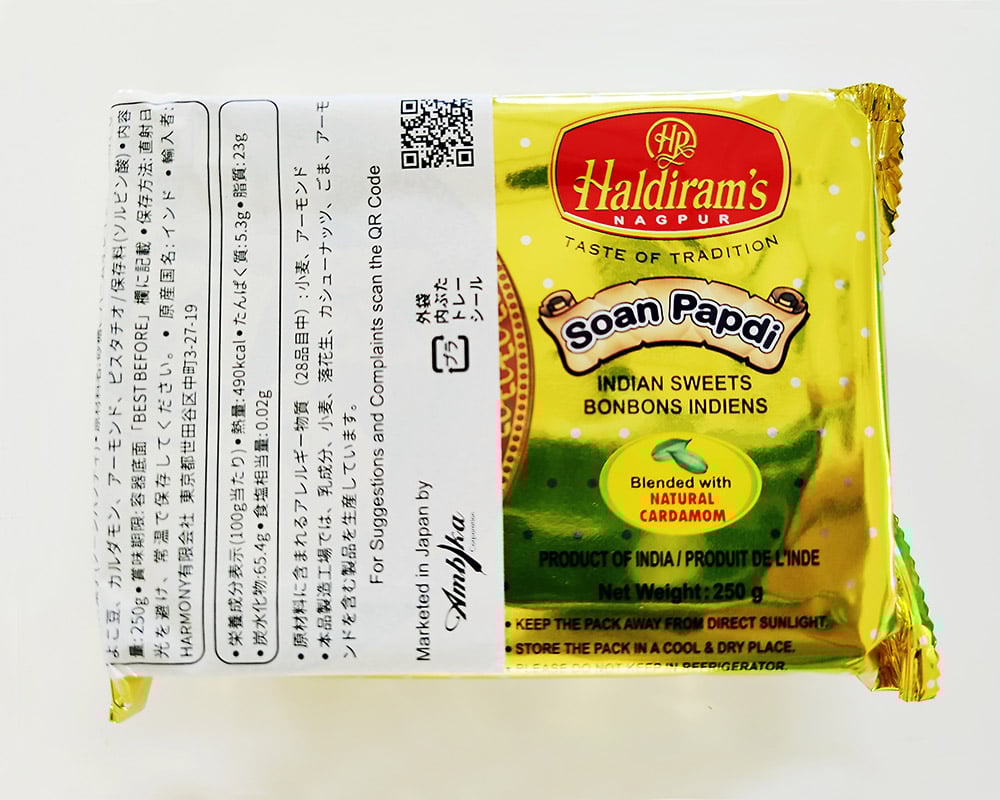 よこ豆、カルダモン、アーモンド、ピスタチオ/保存料(ソルビン酸) • 内容
量: 250g • 賞味期限: 容器底面「BEST BEFORE」欄に記載 • 保存方法: 直射日
光を避け、常温で保存してください。 • 原産国名: インド • 輸入者:
HARMONY有限会社 東京都世田谷区中町3-27-19
• 栄養成分表示(100g当たり) • 熱量: 490kcal • たんぱく質: 5.3g • 脂質: 23g
• 炭水化物: 65.4g • 食塩相当量: 0.02g
• 原材料に含まれるアレルギー物質 (28品目中) : 小麦、アーモンド
• 本品製造工場では、乳成分、小麦、落花生、カシューナッツ、ごま、アーモ
ンドを含む製品を生産しています。
For Suggestions and Complaints scan the QR Code
プラ
外袋
内ぶた
トレー
シール
Marketed in Japan by
Ambika
Corporation
HR
Haldiram's
NAGPUR
TASTE OF TRADITION
Soan Papdi
INDIAN SWEETS
BONBONS INDIENS
Blended with
NATURAL
CARDAMOM
PRODUCT OF INDIA / PRODUIT DE L'INDE
Net Weight : 250 g
• KEEP THE PACK AWAY FROM DIRECT SUNLIGHT.
• STORE THE PACK IN A COOL & DRY PLACE.
• PLEASE DO NOT KEEP IN REFRIGERATOR.